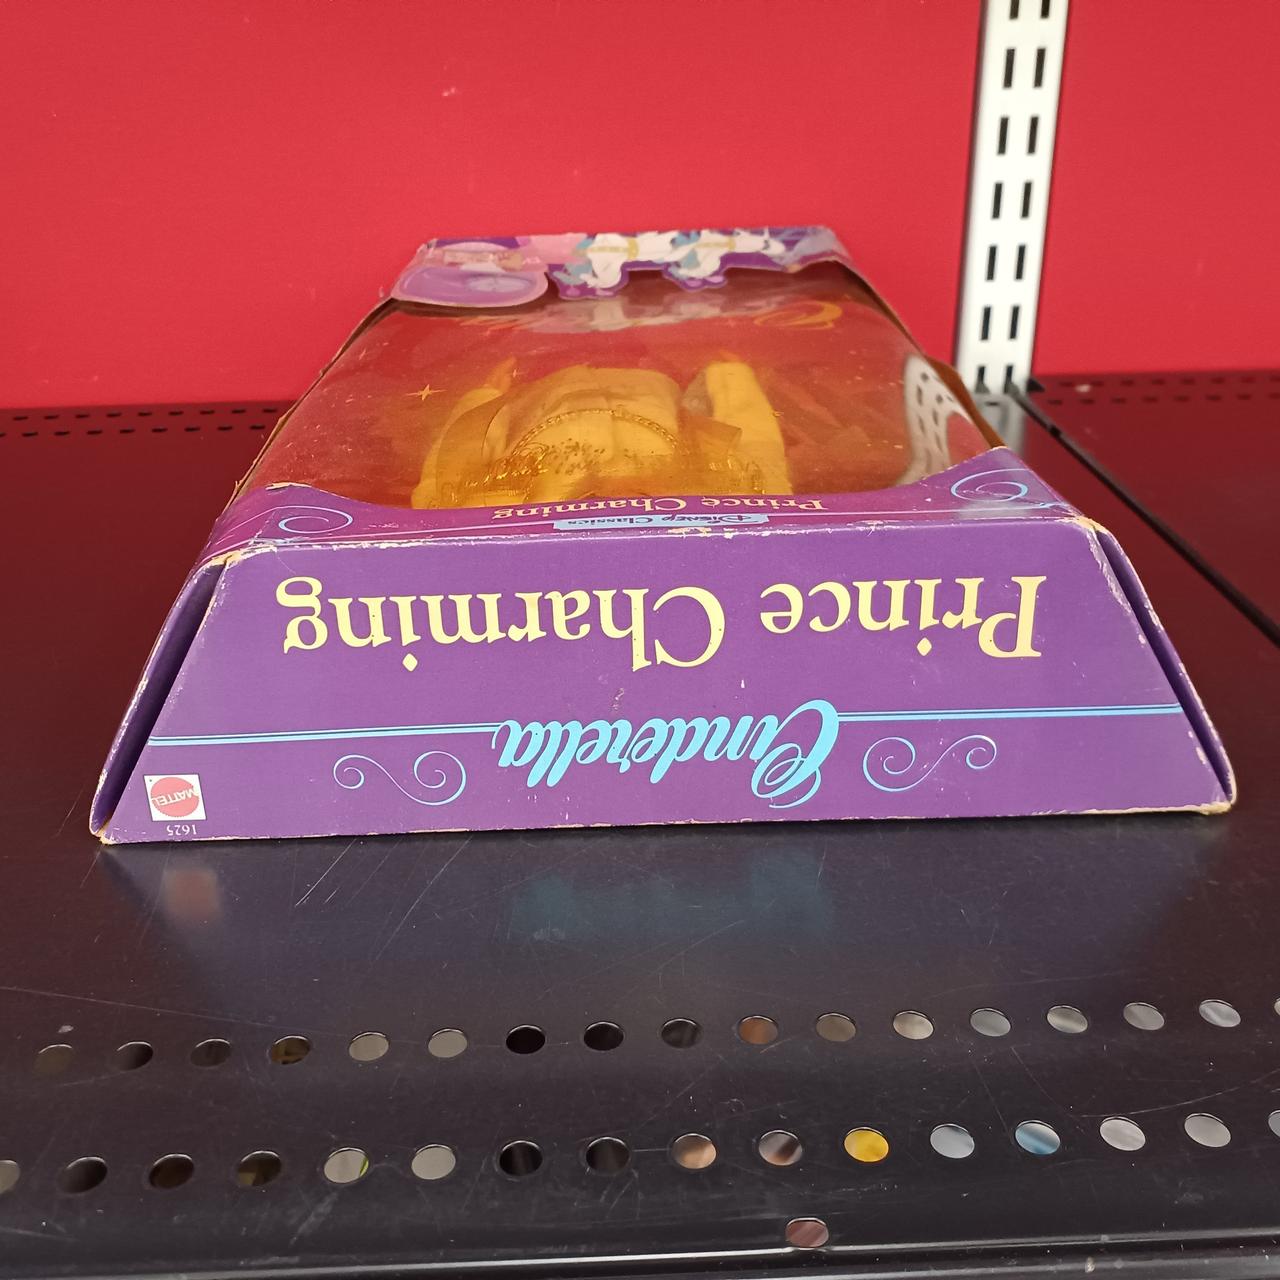 1625
MATTEL
Cinderella
Prince Charming
Disney Classics
Prince Charming